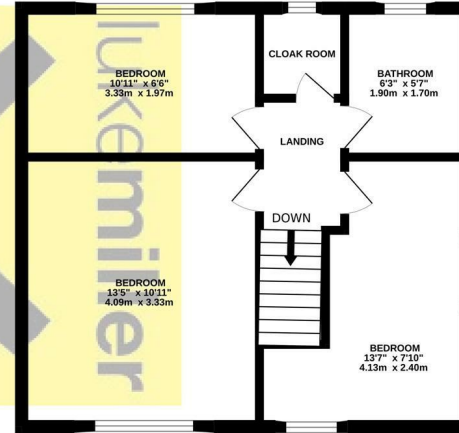 CLOAK ROOM
BEDROOM
10'11" x 6'6"
3.33m x 1.97m
BATHROOM
6'3" x 5'7"
1.90m x 1.70m
LANDING
DOWN
BEDROOM
13'5" x 10'11"
4.09m x 3.33m
BEDROOM
13'7" x 7'10"
4.13m x 2.40m
lukemiller